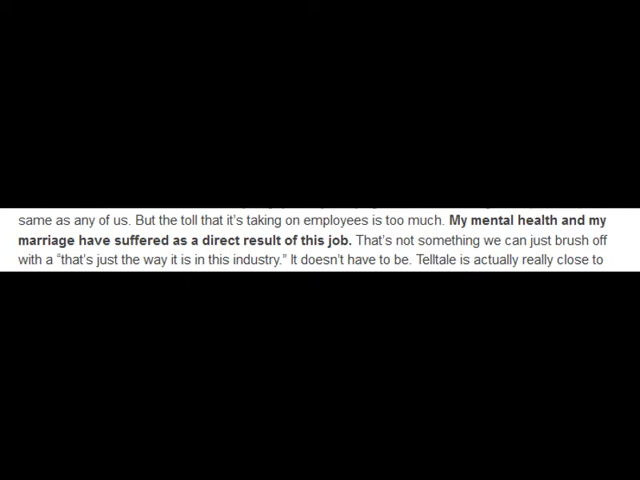 same as any of us. But the toll that it's taking on employees is too much. My mental health and my
marriage have suffered as a direct result of this job. That's not something we can just brush off
with a “that's just the way it is in this industry.” It doesn't have to be. Telltale is actually really close to